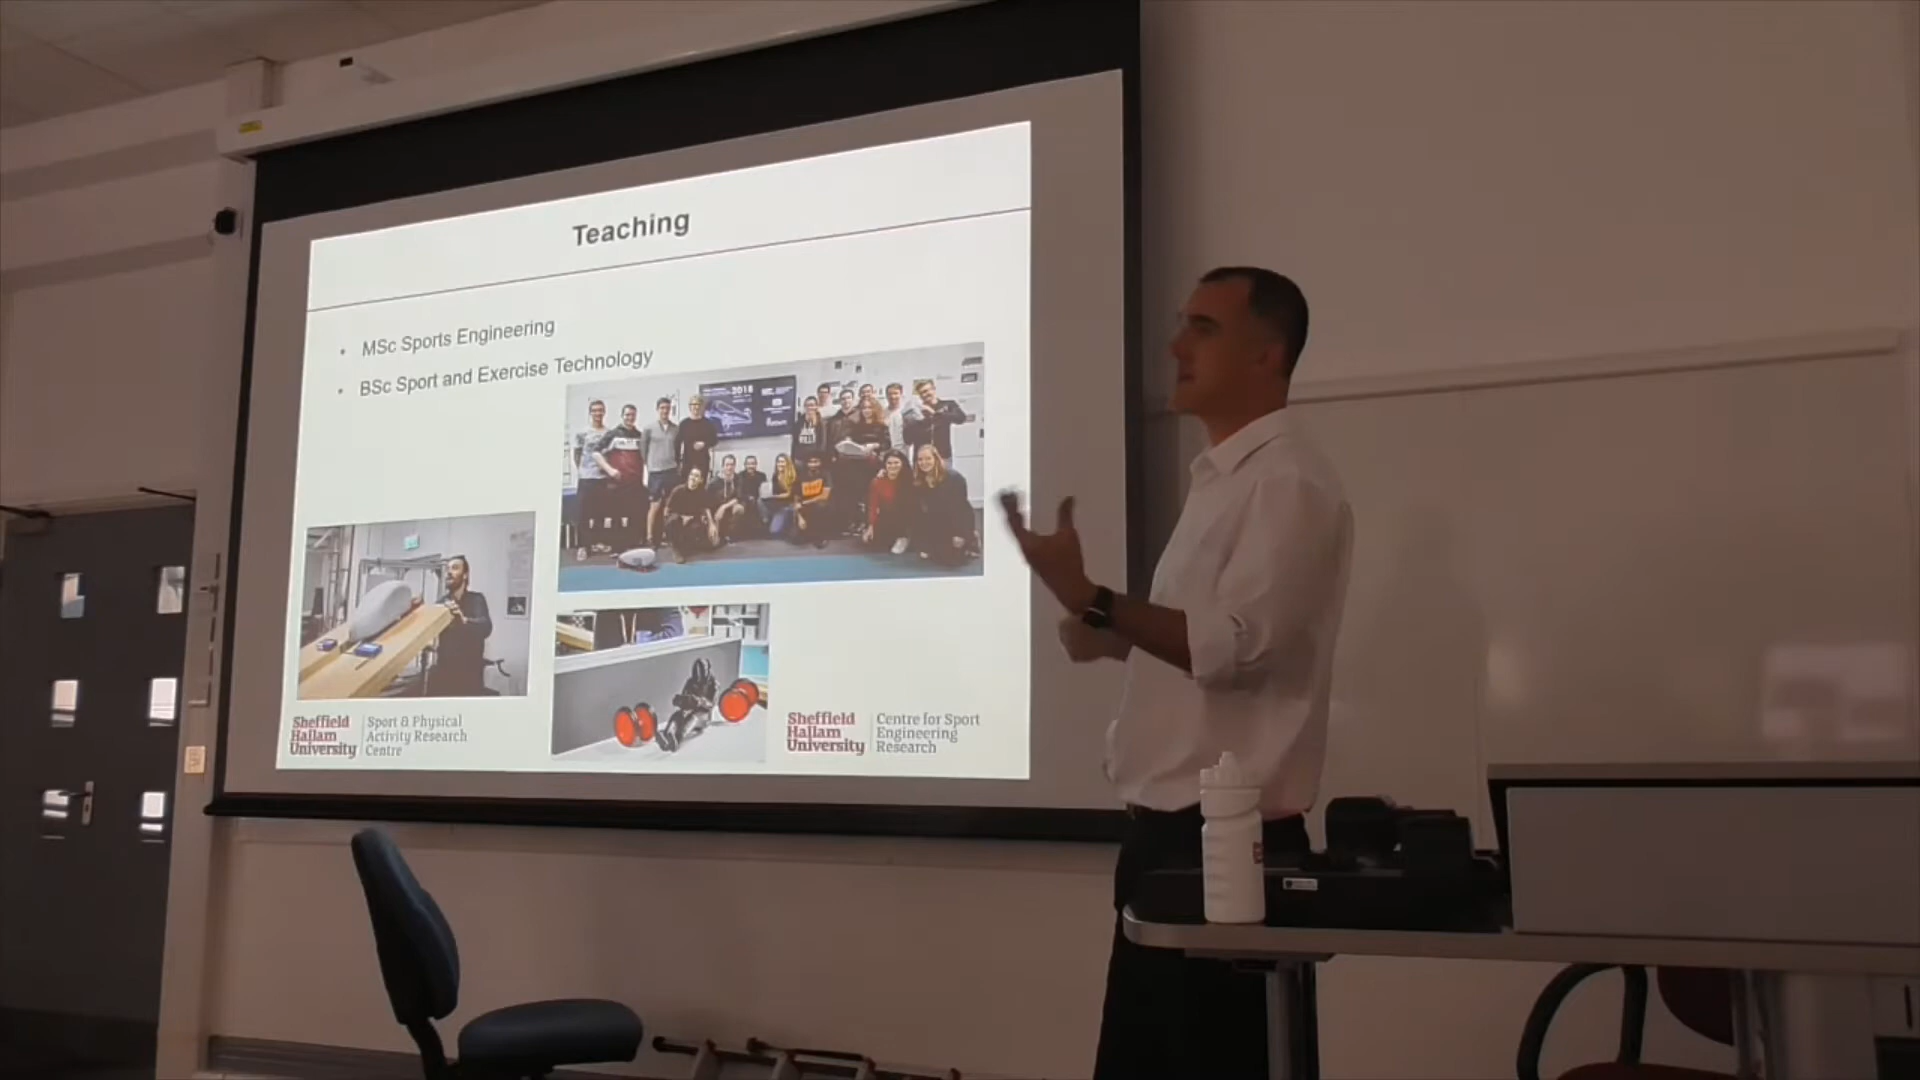 Teaching
• MSc Sports Engineering
• BSc Sport and Exercise Technology
2018
Sheffield
Hallam
University
Sport & Physical
Activity Research
Centre
Sheffield
Hallam
University
Centre for Sport
Engineering
Research